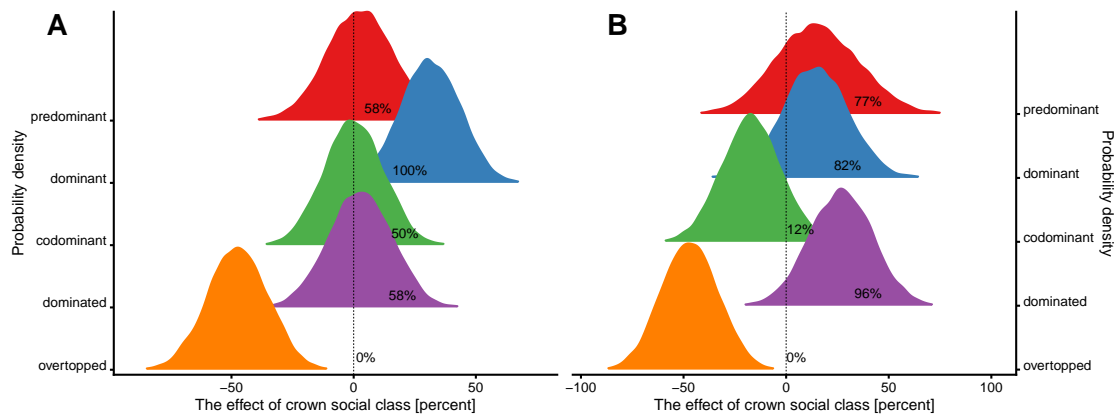 A
B
58%
77%
predominant
predominant
100%
82%
dominant
dominant
50%
12%
codominant
codominant
58%
96%
dominated
dominated
0%
0%
overtopped
overtopped
Probability density
Probability density
−50
0
50
−100
−50
0
50
100
The effect of crown social class [percent]
The effect of crown social class [percent]